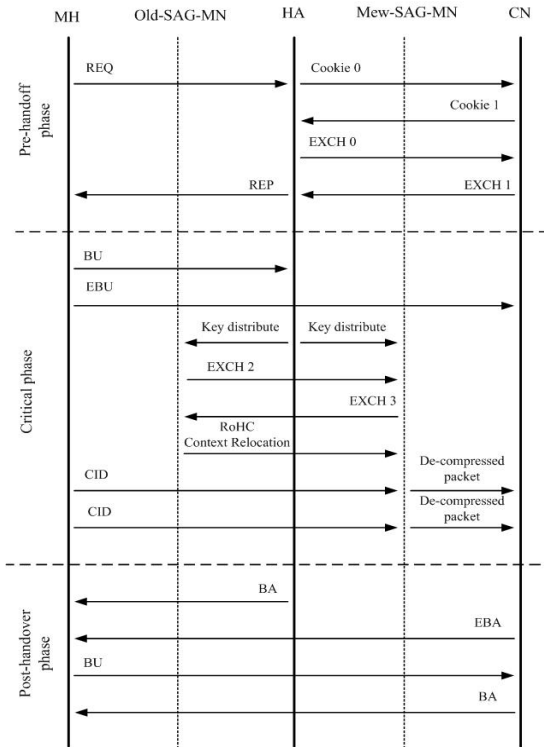 MH Old-SAG-MN HA Mew-SAG-MN CN
Pre-handoff
phase
REQ Cookie 0
Cookie 1
EXCH 0
REP EXCH 1
Critical phase
BU
EBU
Key distribute Key distribute
EXCH 2
EXCH 3
RoHC
Context Relocation
CID De-compressed
packet
CID De-compressed
packet
Post-handover
phase
BA
EBA
BU
BA